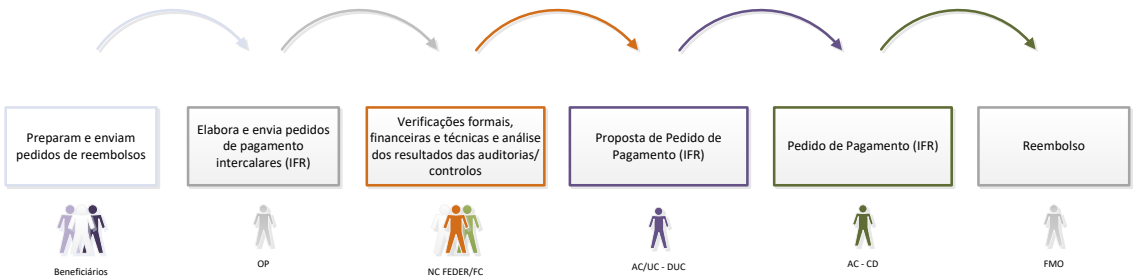 Preparam e enviam
pedidos de reembolsos
Elabora e envia pedidos
de pagamento
intercalares (IFR)
Verificações formais,
financeiras e técnicas e análise
dos resultados das auditorias/
controlos
Proposta de Pedido de
Pagamento (IFR)
Pedido de Pagamento (IFR)
Reembolso
Beneficiários
OP
NC FEDER/FC
AC/UC - DUC
AC - CD
FMO